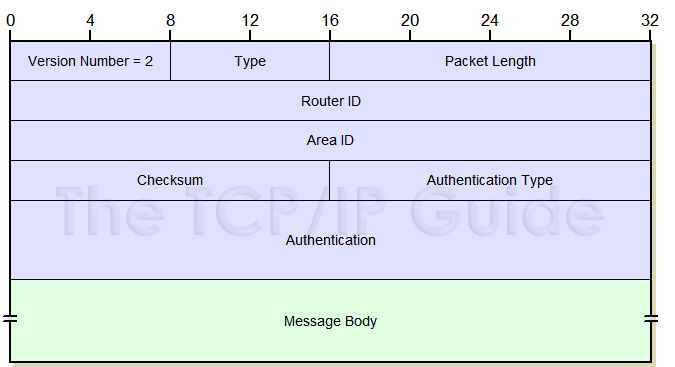 0 4 8 12 16 20 24 28 32
Version Number = 2 Type Packet Length
Router ID
Area ID
Checksum Authentication Type
The TCP/IP Guide
Authentication
Message Body